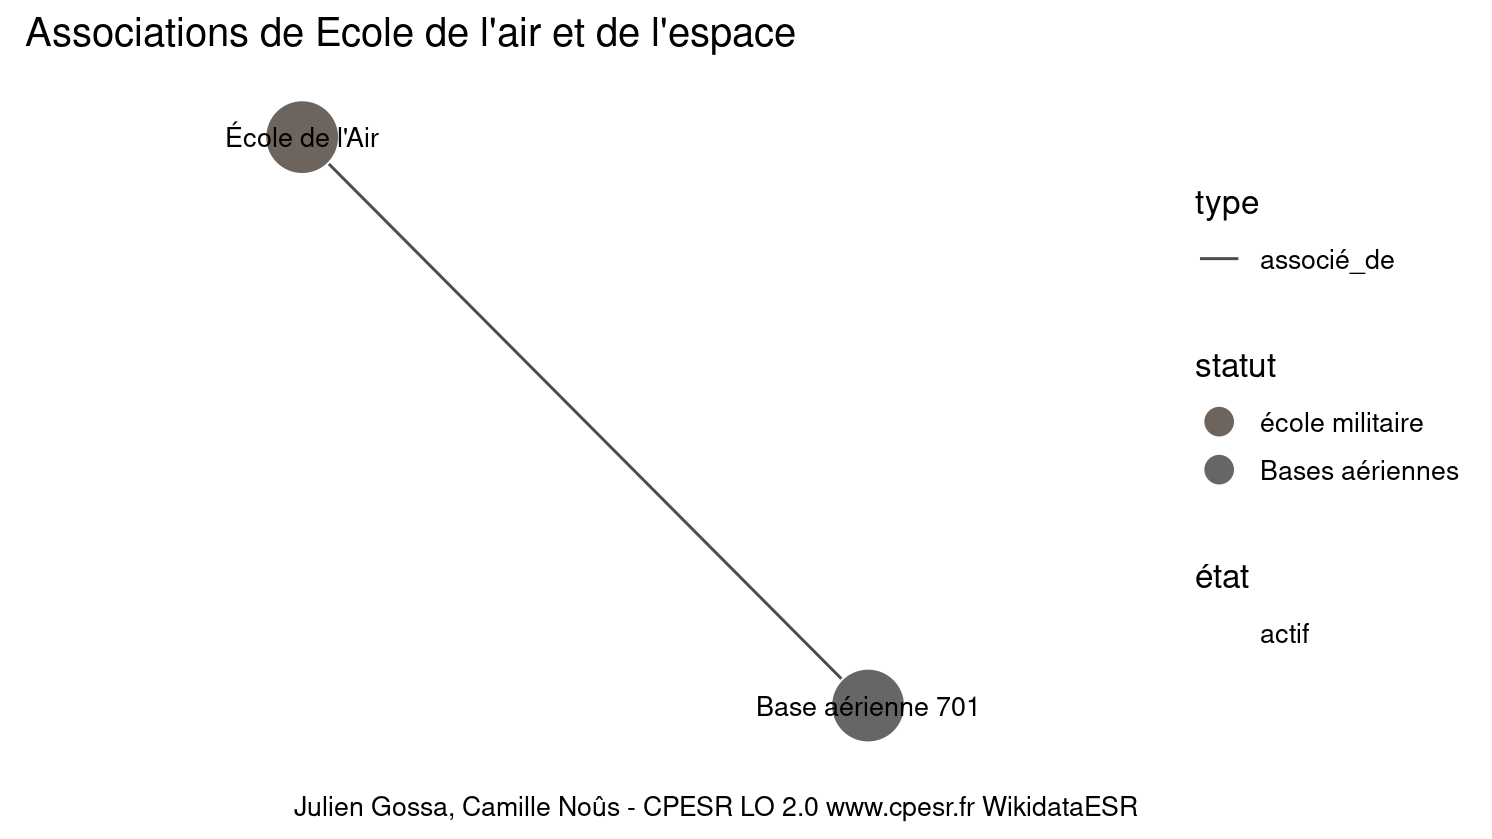 Associations de Ecole de l'air et de l'espace
École de l'Air
type
associé_de
statut
école militaire
Bases aériennes
état
actif
Base aérienne 701
Julien Gossa, Camille Noûs - CPESR LO 2.0 www.cpesr.fr WikidataESR